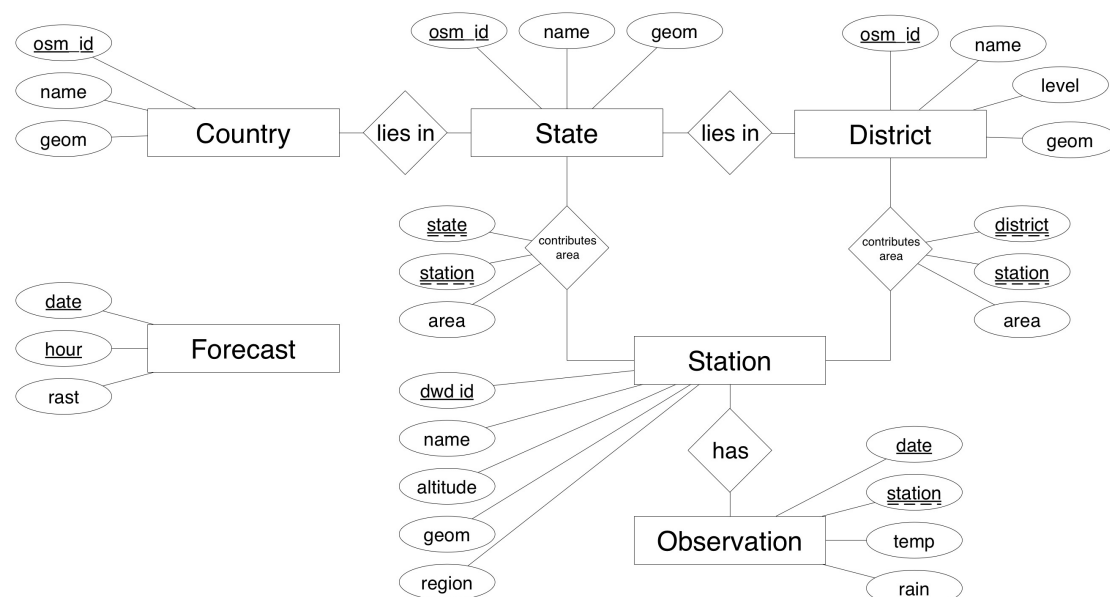 osm_id
name
geom
Country
lies in
osm_id
name
geom
State
lies in
osm_id
name
level
geom
District
state
station
area
contributes
area
district
station
area
contributes
area
date
hour
rast
Forecast
Station
dwd id
name
altitude
geom
region
has
date
station
temp
rain
Observation